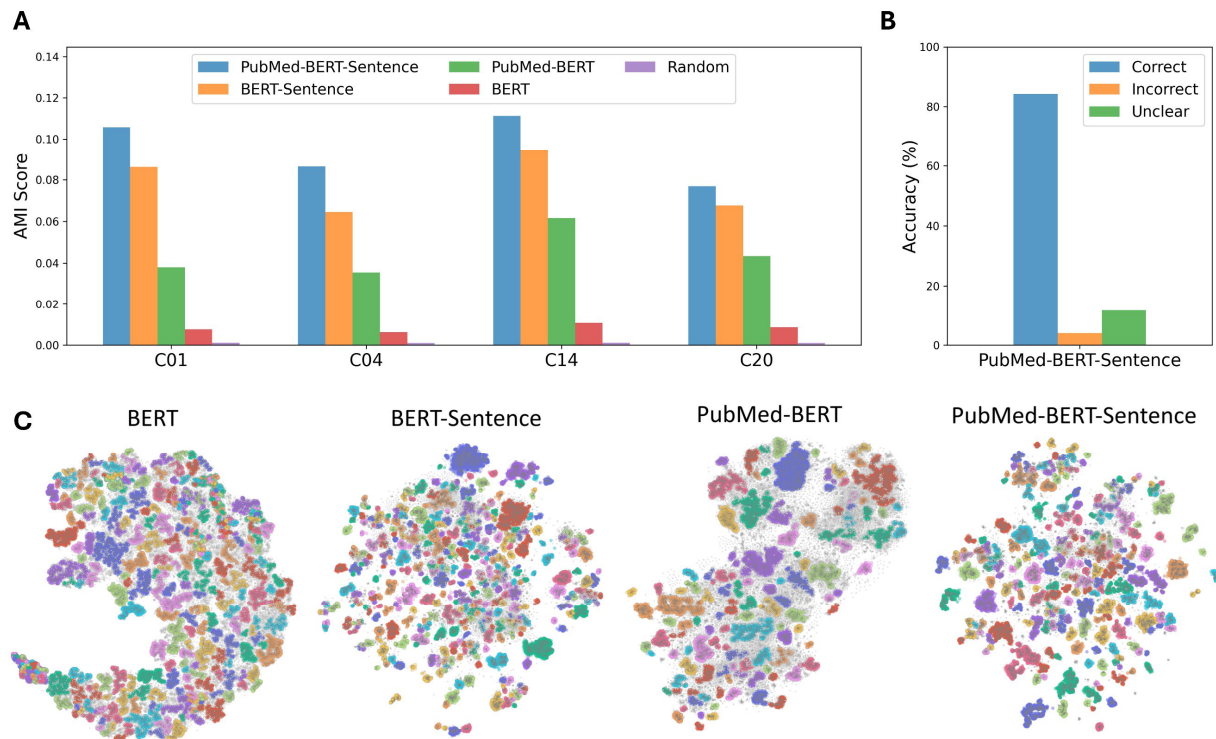 A
B
0.14
0.12
0.10
0.08
0.06
0.04
0.02
0.00
AMI Score
PubMed-BERT-Sentence
BERT-Sentence
PubMed-BERT
BERT
Random
C01
C04
C14
C20
100
80
60
40
20
0
Accuracy (%)
Correct
Incorrect
Unclear
PubMed-BERT-Sentence
C
BERT
BERT-Sentence
PubMed-BERT
PubMed-BERT-Sentence